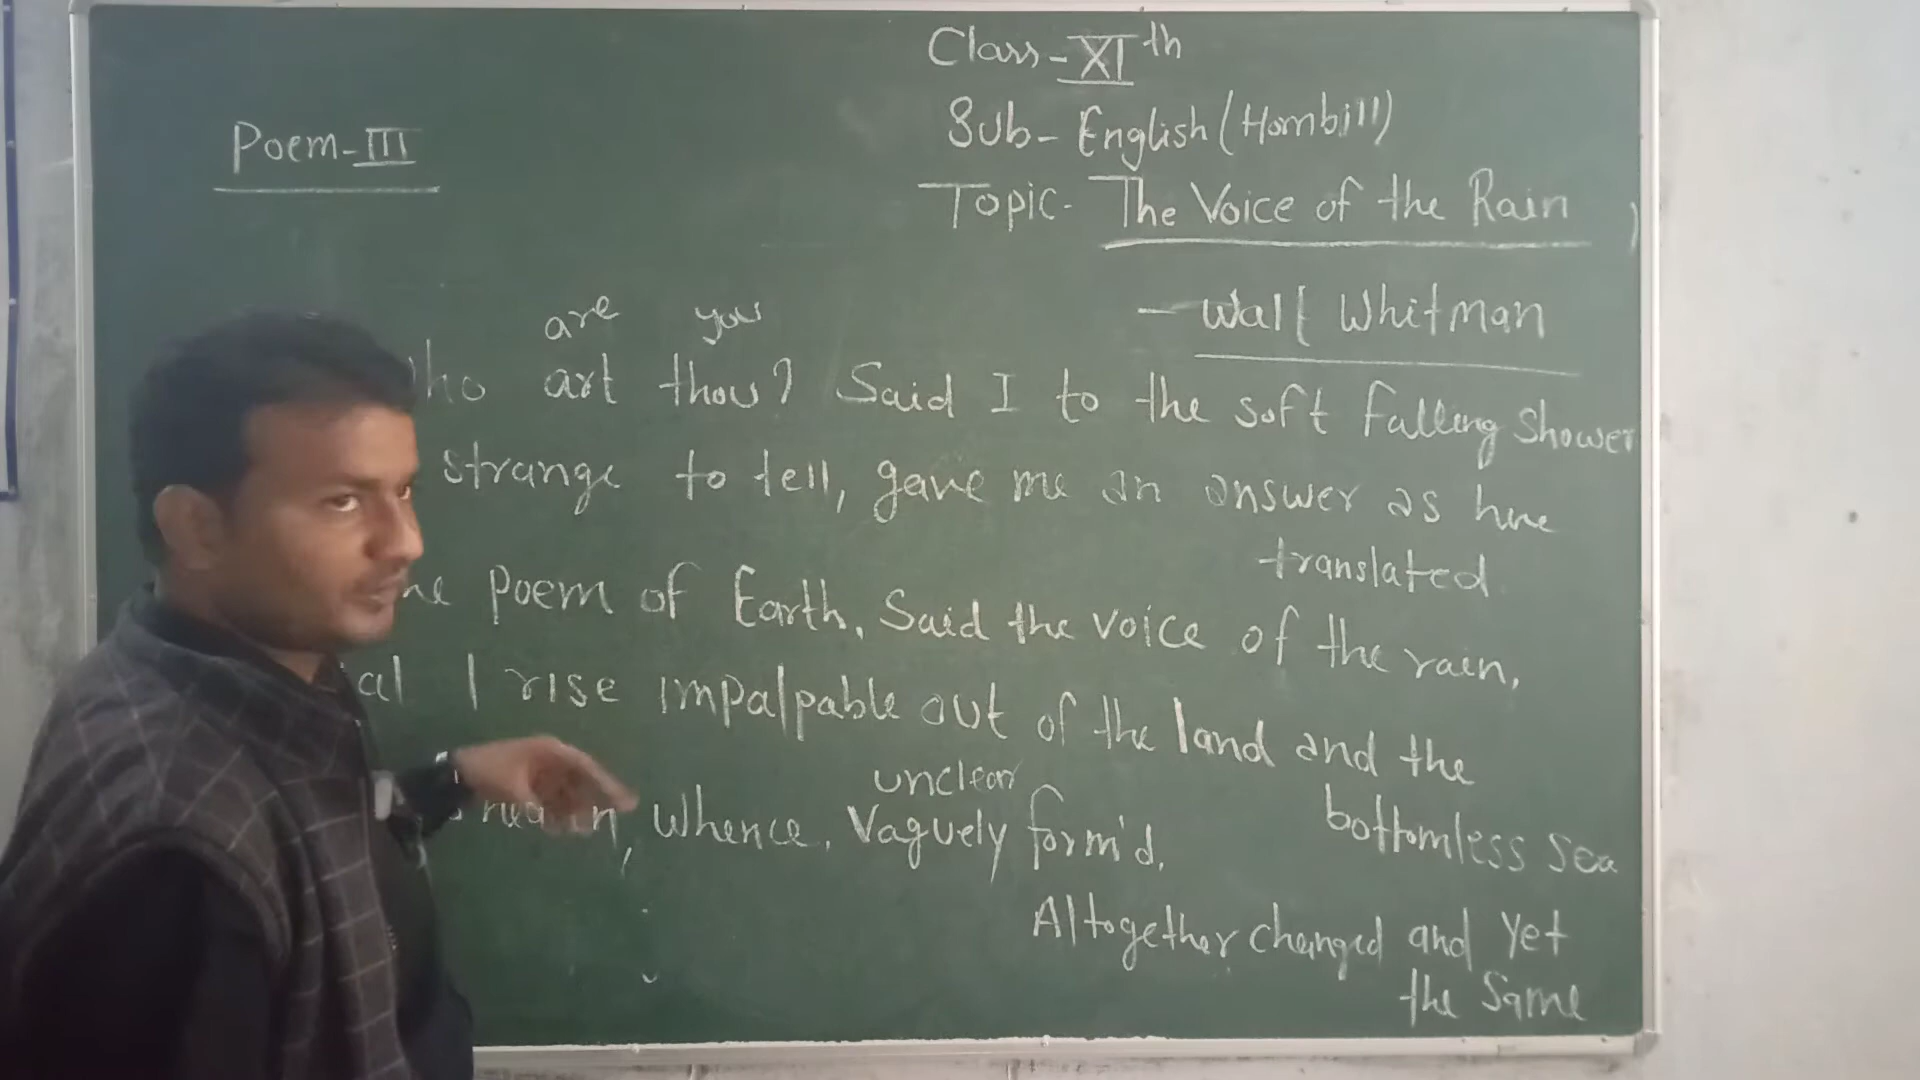 Class-XIth
Sub-English (Hornbill)
Poem-III
Topic- The Voice of the Rain
- Walt Whitman
are you
ho art thou? Said I to the soft falling shower
strange to tell, gave me an answer as here
translated
Poem of Earth, Said the voice of the rain,
al I rise impalpable out of the land and the
bottomless sea
unclear
whence, Vaguely form'd,
Altogether changed and Yet
the Same